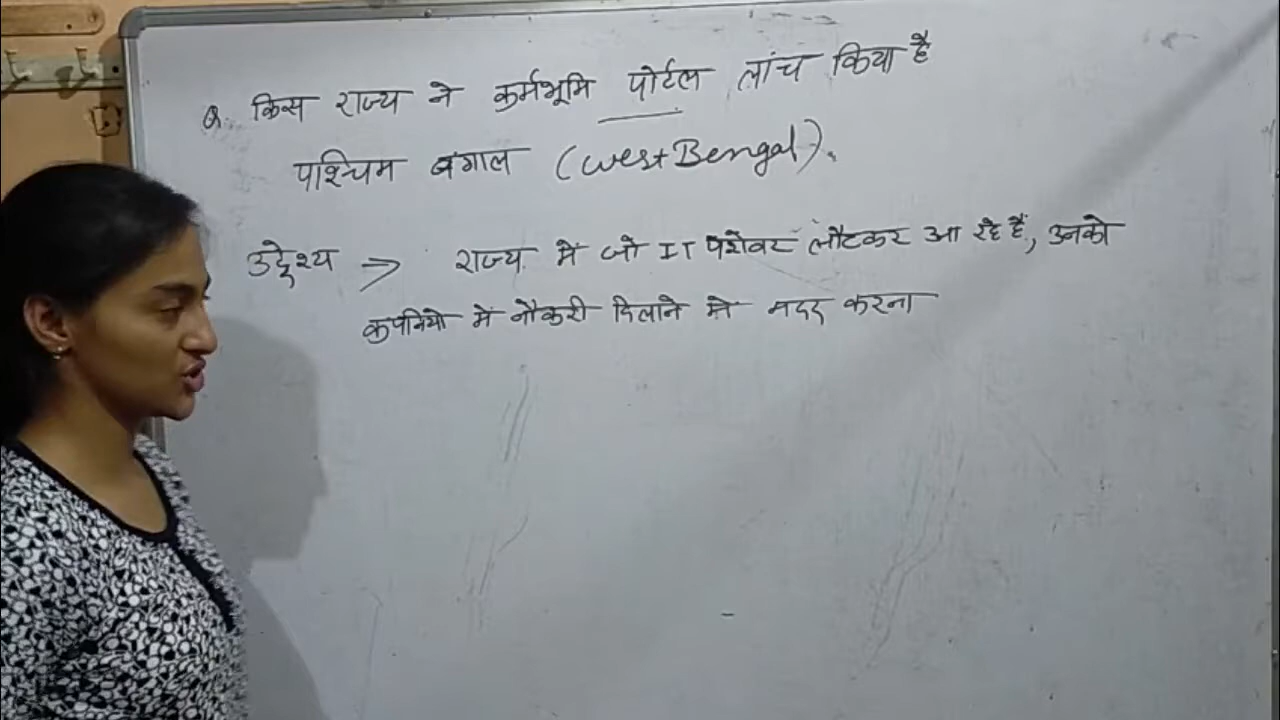 Q. किस राज्य ने कर्मभूमि पोर्टल लांच किया है
पश्चिम बंगाल (West Bengal).
उद्देश्य → राज्य में जो IT पेशेवर लौटकर आ रहे हैं, उनको
कंपनियो मे नौकरी दिलाने मे मदद करना